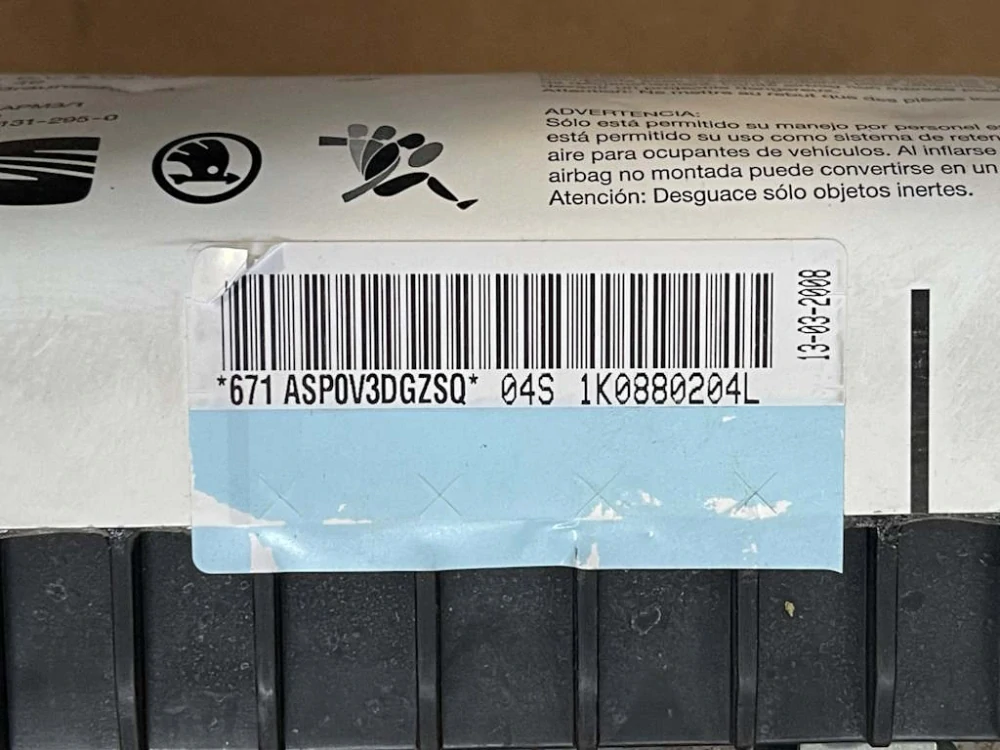 APM3/1
131-295-0
ADVERTENCIA:
Sólo está permitido su manejo por personal
está permitido su uso como sistema de
aire para ocupantes de vehículos. Al inflarse
airbag no montada puede convertirse en un
Atención: Desguace sólo objetos inertes.
13-03-2008
*671 ASP0V3DGZSQ* 04S 1K0880204L